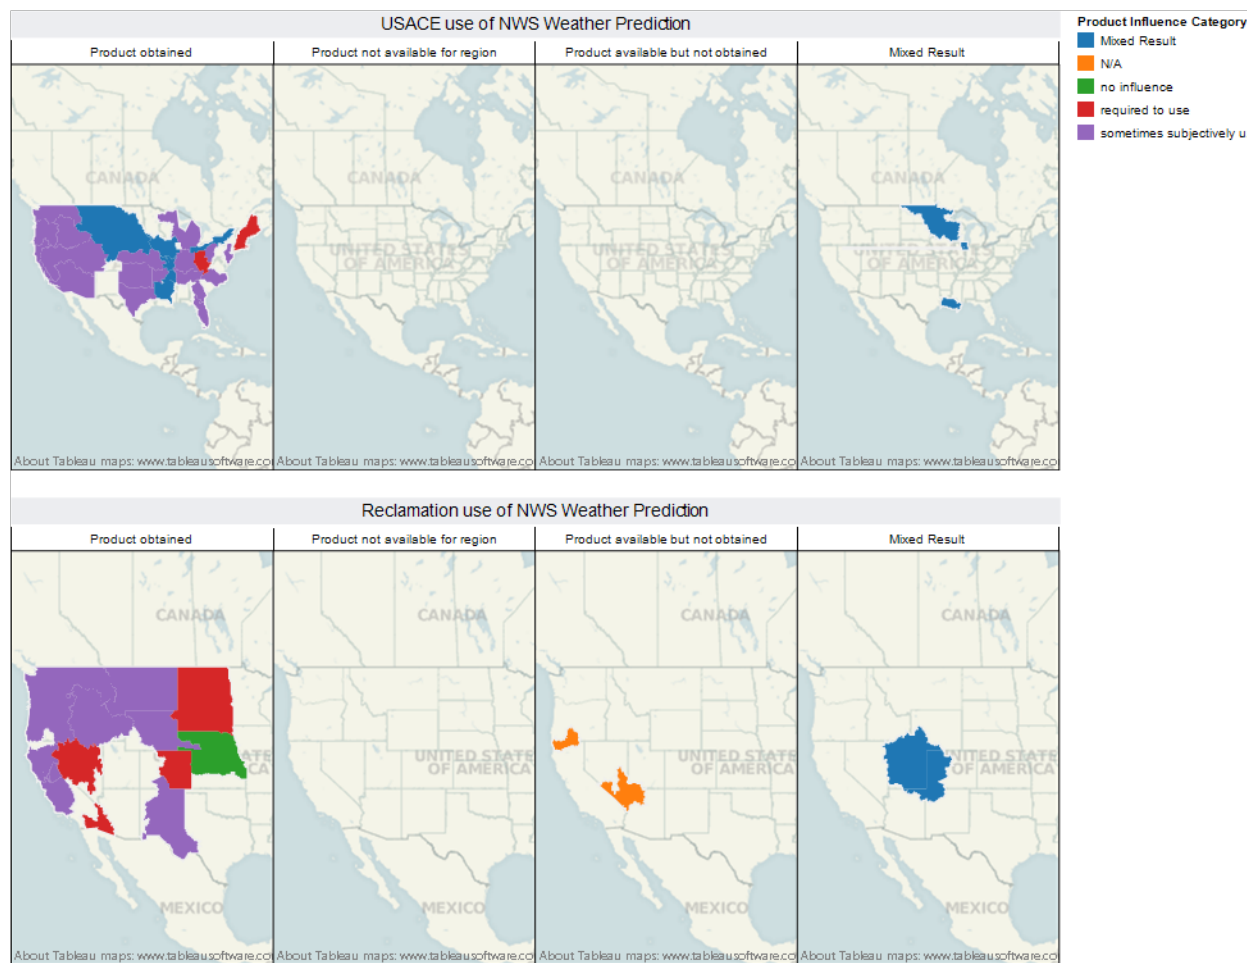 USACE use of NWS Weather Prediction
Product obtained
Product not available for region
Product available but not obtained
Mixed Result
CANADA
CANADA
CANADA
CANADA
UNITED STATES
OF AMERICA
UNITED STATES
OF AMERICA
UNITED STATES
OF AMERICA
About Tableau maps: www.tableausoftware.co
About Tableau maps: www.tableausoftware.co
About Tableau maps: www.tableausoftware.co
About Tableau maps: www.tableausoftware.co
Product Influence Category
Mixed Result
N/A
no influence
required to use
sometimes subjectively u
Reclamation use of NWS Weather Prediction
Product obtained
Product not available for region
Product available but not obtained
Mixed Result
CANADA
CANADA
CANADA
CANADA
ATE
CA
UNITED STATE
OF AMERICA
UNITED STATE
OF AMERICA
UNITED STATE
OF AMERICA
MEXICO
MEXICO
MEXICO
MEXICO
About Tableau maps: www.tableausoftware.co
About Tableau maps: www.tableausoftware.co
About Tableau maps: www.tableausoftware.co
About Tableau maps: www.tableausoftware.co